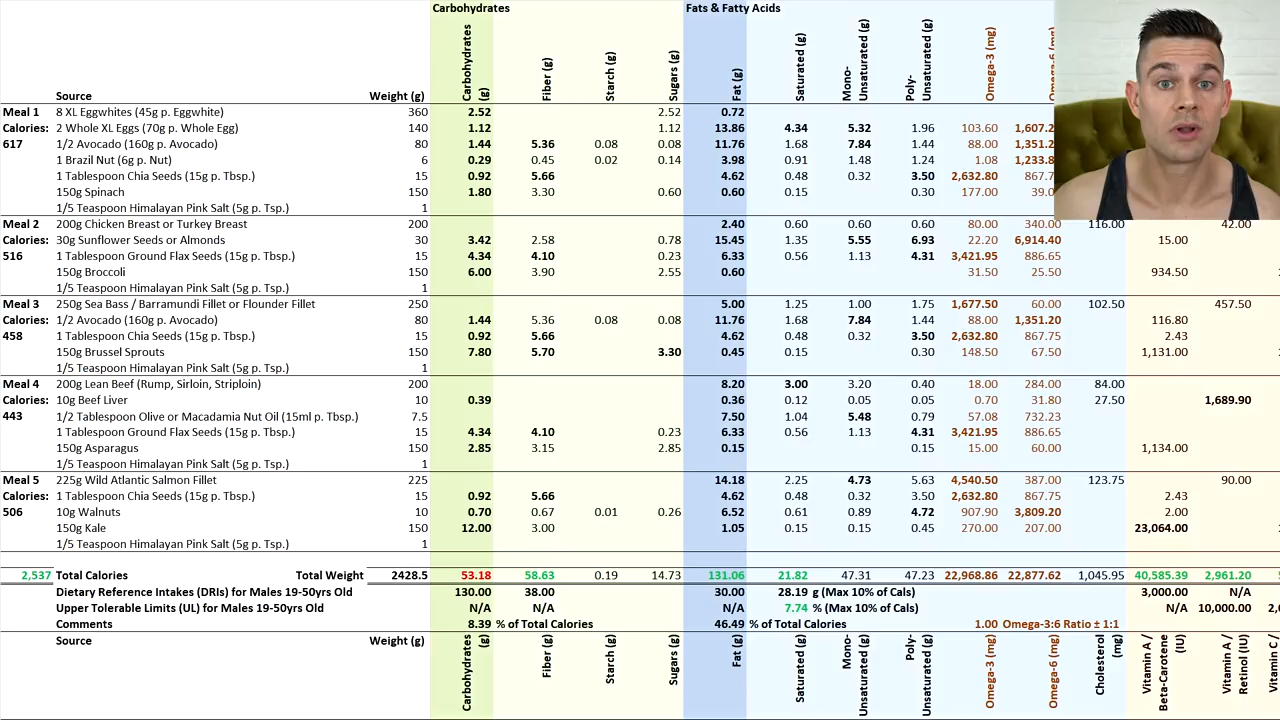 Carbohydrates Fats & Fatty Acids
Source Weight (g) Carbohydrates (g) Fiber (g) Starch (g) Sugars (g) Fat (g) Saturated (g) Mono-Unsaturated (g) Poly-Unsaturated (g) Omega-3 (mg) Omega-6 (mg)
Meal 1 8 XL Eggwhites (45g p. Eggwhite) 360 2.52 2.52 0.72
Calories: 2 Whole XL Eggs (70g p. Whole Egg) 140 1.12 1.12 13.86 4.34 5.32 1.96 103.60 1,607.2
617 1/2 Avocado (160g p. Avocado) 80 1.44 5.36 0.08 0.08 11.76 1.68 7.84 1.44 88.00 1,351.2
1 Brazil Nut (6g p. Nut) 6 0.29 0.45 0.02 0.14 3.98 0.91 1.48 1.24 1.08 1,233.8
1 Tablespoon Chia Seeds (15g p. Tbsp.) 15 0.92 5.66 4.62 0.48 0.32 3.50 2,632.80 867.7
150g Spinach 150 1.80 3.30 0.60 0.60 0.15 0.30 177.00 39.0
1/5 Teaspoon Himalayan Pink Salt (5g p. Tsp.) 1
Meal 2 200g Chicken Breast or Turkey Breast 200 2.40 0.60 0.60 0.60 80.00 340.00 116.00 42.00
Calories: 30g Sunflower Seeds or Almonds 30 3.42 2.58 0.78 15.45 1.35 5.55 6.93 22.20 6,914.40 15.00
516 1 Tablespoon Ground Flax Seeds (15g p. Tbsp.) 15 4.34 4.10 0.23 6.33 0.56 1.13 4.31 3,421.95 886.65
150g Broccoli 150 6.00 3.90 2.55 0.60 31.50 25.50 934.50
1/5 Teaspoon Himalayan Pink Salt (5g p. Tsp.) 1
Meal 3 250g Sea Bass / Barramundi Fillet or Flounder Fillet 250 5.00 1.25 1.00 1.75 1,677.50 60.00 102.50 457.50
Calories: 1/2 Avocado (160g p. Avocado) 80 1.44 5.36 0.08 0.08 11.76 1.68 7.84 1.44 88.00 1,351.20 116.80
458 1 Tablespoon Chia Seeds (15g p. Tbsp.) 15 0.92 5.66 4.62 0.48 0.32 3.50 2,632.80 867.75 2.43
150g Brussel Sprouts 150 7.80 5.70 3.30 0.45 0.15 0.30 148.50 67.50 1,131.00
1/5 Teaspoon Himalayan Pink Salt (5g p. Tsp.) 1
Meal 4 200g Lean Beef (Rump, Sirloin, Striploin) 200 8.20 3.00 3.20 0.40 18.00 284.00 84.00
Calories: 10g Beef Liver 10 0.39 0.36 0.12 0.05 0.05 0.70 31.80 27.50 1,689.90
443 1/2 Tablespoon Olive or Macadamia Nut Oil (15ml p. Tbsp.) 7.5 7.50 1.04 5.48 0.79 57.08 732.23
1 Tablespoon Ground Flax Seeds (15g p. Tbsp.) 15 4.34 4.10 0.23 6.33 0.56 1.13 4.31 3,421.95 886.65
150g Asparagus 150 2.85 3.15 2.85 0.15 0.15 15.00 60.00 1,134.00
1/5 Teaspoon Himalayan Pink Salt (5g p. Tsp.) 1
Meal 5 225g Wild Atlantic Salmon Fillet 225 14.18 2.25 4.73 5.63 4,540.50 387.00 123.75 90.00
Calories: 1 Tablespoon Chia Seeds (15g p. Tbsp.) 15 0.92 5.66 4.62 0.48 0.32 3.50 2,632.80 867.75 2.43
506 10g Walnuts 10 0.70 0.67 0.01 0.26 6.52 0.61 0.89 4.72 907.90 3,809.20 2.00
150g Kale 150 12.00 3.00 1.05 0.15 0.15 0.45 270.00 207.00 23,064.00
1/5 Teaspoon Himalayan Pink Salt (5g p. Tsp.) 1
2,537 Total Calories Total Weight 2428.5 53.18 58.63 0.19 14.73 131.06 21.82 47.31 47.23 22,968.86 22,877.62 1,045.95 40,585.39 2,961.20
Dietary Reference Intakes (DRIs) for Males 19-50yrs Old 130.00 38.00 30.00 28.19 g (Max 10% of Cals) 3,000.00 N/A
Upper Tolerable Limits (UL) for Males 19-50yrs Old N/A N/A N/A 7.74 % (Max 10% of Cals) N/A 10,000.00 2,0
Comments 8.39 % of Total Calories 46.49 % of Total Calories 1.00 Omega-3:6 Ratio ± 1:1
Source Weight (g) Carbohydrates (g) Fiber (g) Starch (g) Sugars (g) Fat (g) Saturated (g) Mono-Unsaturated (g) Poly-Unsaturated (g) Omega-3 (mg) Omega-6 (mg) Cholesterol (mg) Vitamin A / Beta-Carotene (IU) Vitamin A / Retinol (IU) Vitamin C /